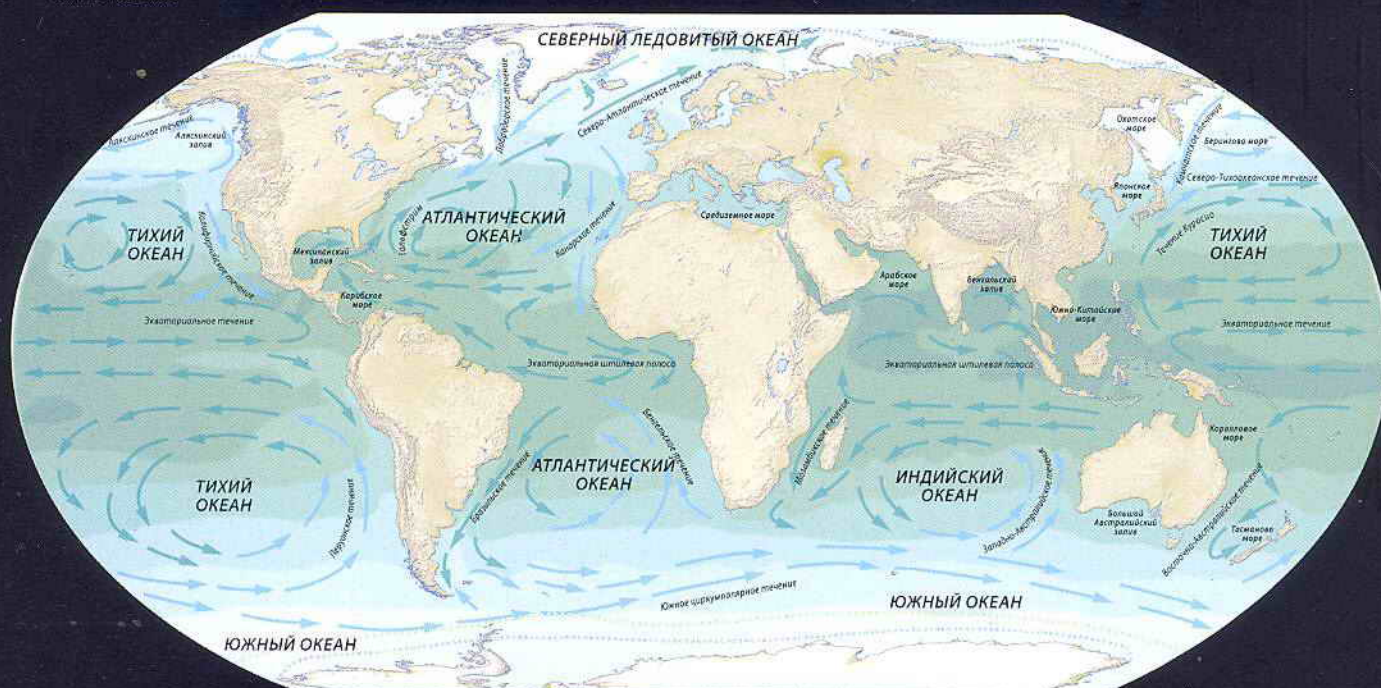 СЕВЕРНЫЙ ЛЕДОВИТЫЙ ОКЕАН
Аляскинское течение
Аляскинский
залив
Лабрадорское течение
Северо-Атлантическое течение
Охотское
море
Камчатское течение
Берингово море
Северо-Тихоокеанское течение
Японское
море
Течение Куросио
ТИХИЙ
ОКЕАН
Калифорнийское течение
Мексиканский
залив
Гольфстрим
АТЛАНТИЧЕСКИЙ
ОКЕАН
Канарское течение
Средиземное море
Арабское
море
Бенгальский
залив
Южно-Китайское
море
ТИХИЙ
ОКЕАН
Карибское
море
Экваториальное течение
Экваториальное течение
Экваториальная штилевая полоса
Экваториальная штилевая полоса
ТИХИЙ
ОКЕАН
Перуанское течение
Бразильское течение
АТЛАНТИЧЕСКИЙ
ОКЕАН
Бенгельское течение
Мозамбикское течение
ИНДИЙСКИЙ
ОКЕАН
Западно-Австралийское течение
Большой
Австралийский
залив
Коралловое
море
Восточно-Австралийское течение
Тасманово
море
Южное циркумполярное течение
ЮЖНЫЙ ОКЕАН
ЮЖНЫЙ ОКЕАН